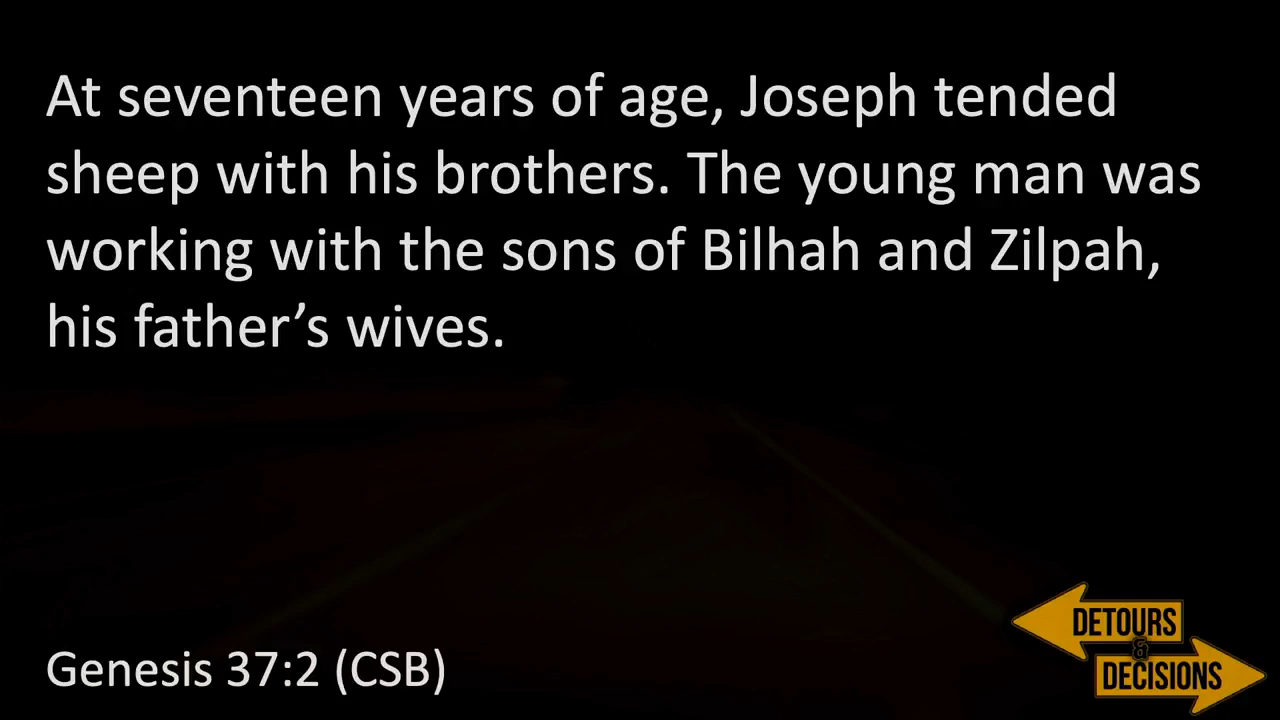 At seventeen years of age, Joseph tended
sheep with his brothers. The young man was
working with the sons of Bilhah and Zilpah,
his father’s wives.
Genesis 37:2 (CSB)
DETOURS
&
DECISIONS